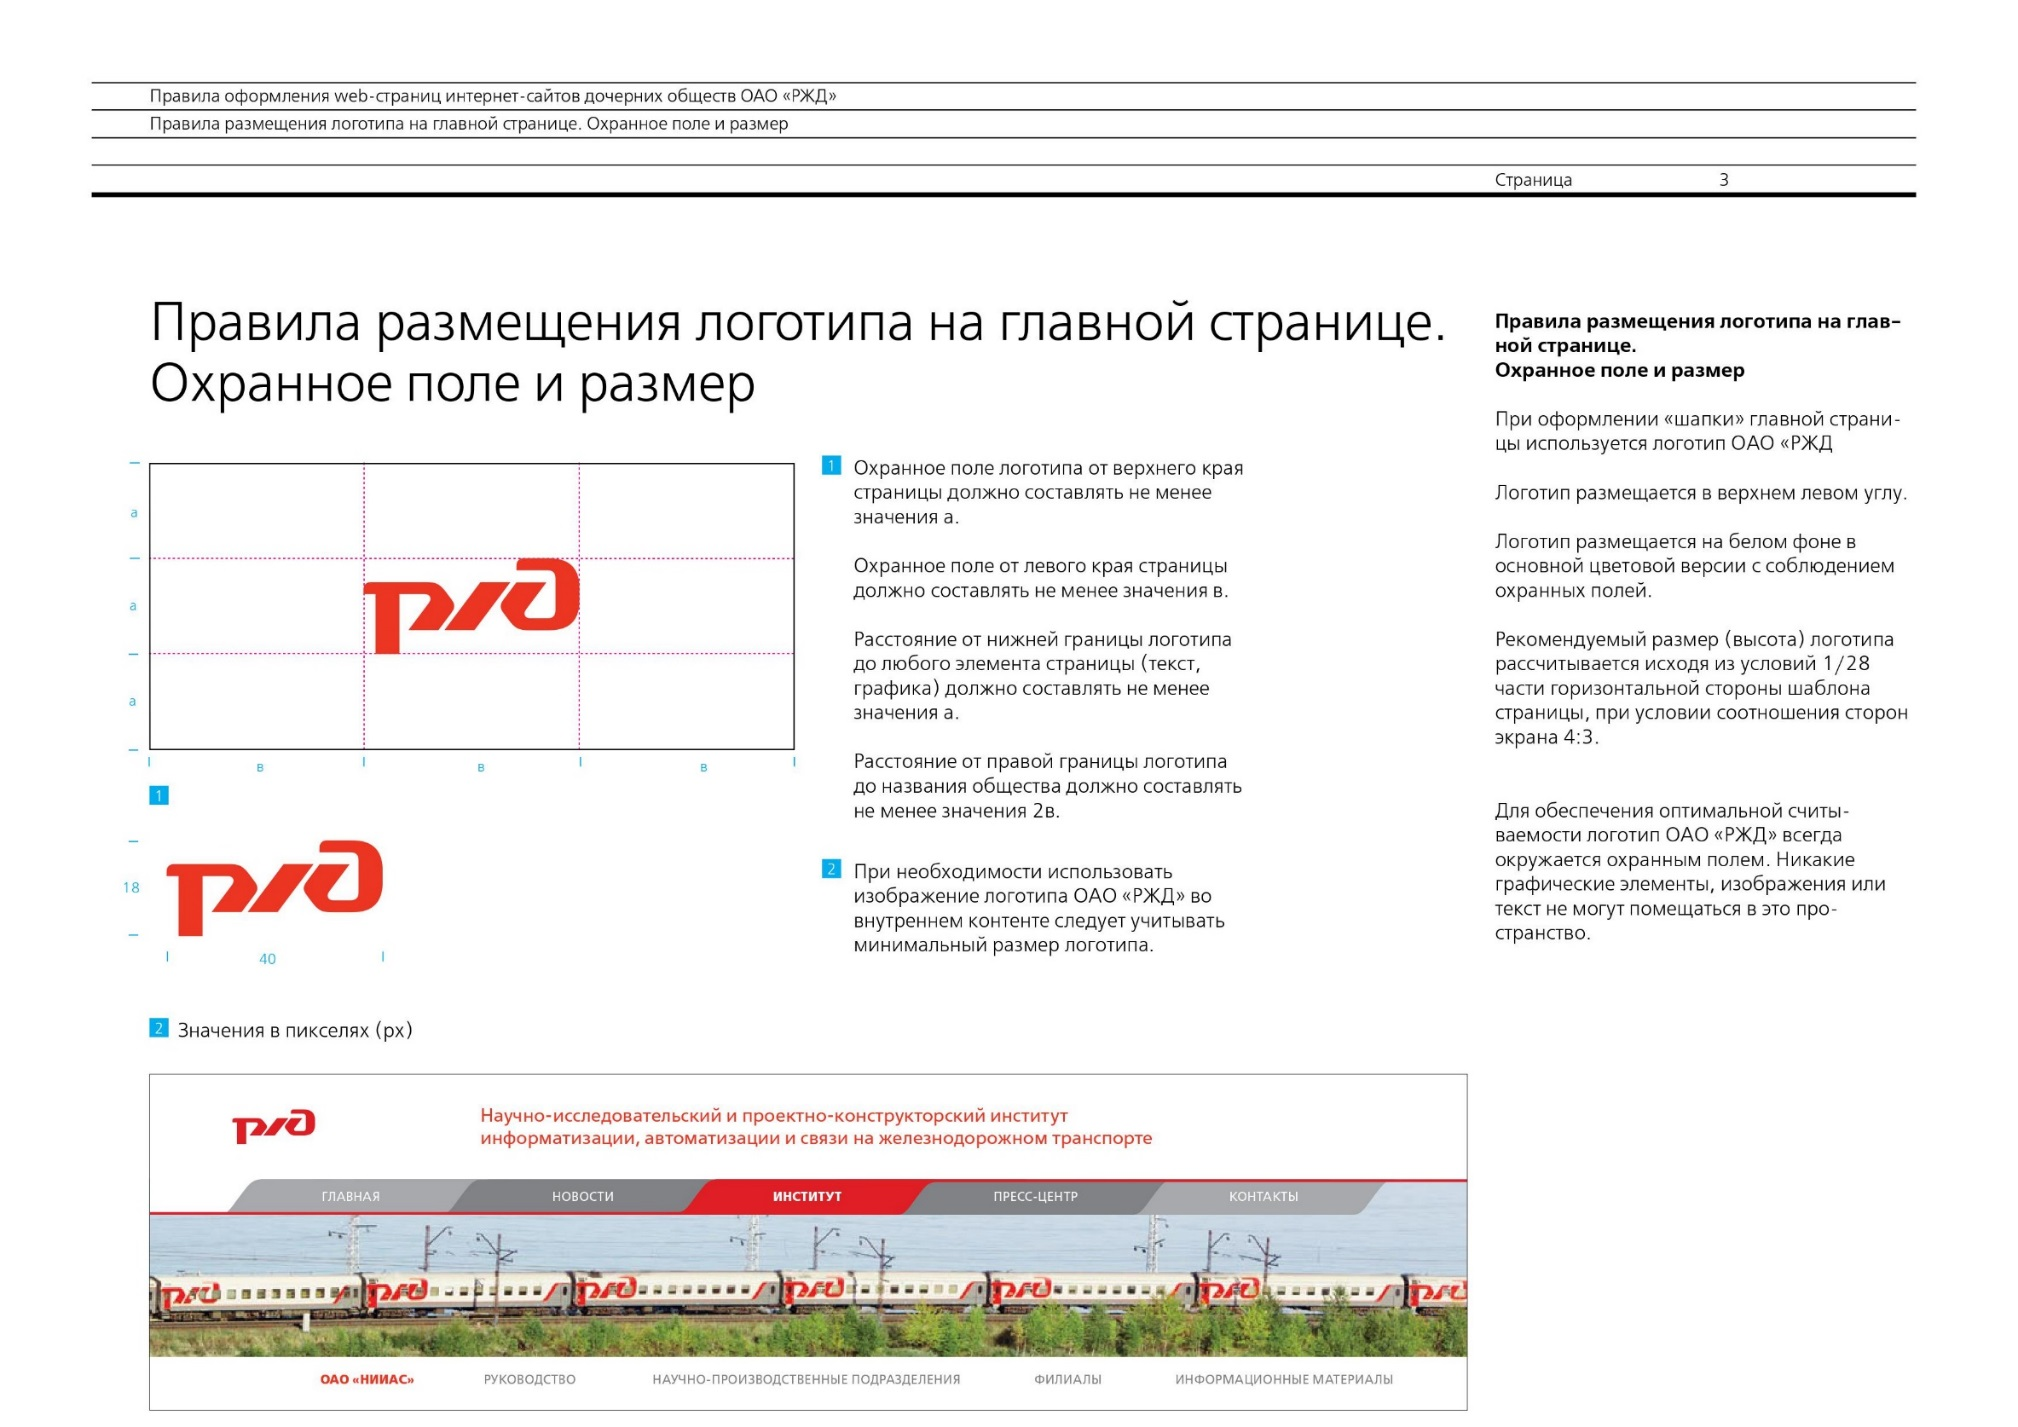 Правила оформления web-страниц интернет-сайтов дочерних обществ ОАО «РЖД»
Правила размещения логотипа на главной странице. Охранное поле и размер
Страница 3
Правила размещения логотипа на главной странице.
Охранное поле и размер
а
а
а
в в в
1
ржд
18
40
ржд
2 Значения в пикселях (px)
1 Охранное поле логотипа от верхнего края
страницы должно составлять не менее
значения а.
Охранное поле от левого края страницы
должно составлять не менее значения в.
Расстояние от нижней границы логотипа
до любого элемента страницы (текст,
графика) должно составлять не менее
значения а.
Расстояние от правой границы логотипа
до названия общества должно составлять
не менее значения 2в.
2 При необходимости использовать
изображение логотипа ОАО «РЖД» во
внутреннем контенте следует учитывать
минимальный размер логотипа.
Правила размещения логотипа на глав-
ной странице.
Охранное поле и размер
При оформлении «шапки» главной страни-
цы используется логотип ОАО «РЖД
Логотип размещается в верхнем левом углу.
Логотип размещается на белом фоне в
основной цветовой версии с соблюдением
охранных полей.
Рекомендуемый размер (высота) логотипа
рассчитывается исходя из условий 1/28
части горизонтальной стороны шаблона
страницы, при условии соотношения сторон
экрана 4:3.
Для обеспечения оптимальной считы-
ваемости логотип ОАО «РЖД» всегда
окружается охранным полем. Никакие
графические элементы, изображения или
текст не могут помещаться в это про-
странство.
ржд
Научно-исследовательский и проектно-конструкторский институт
информатизации, автоматизации и связи на железнодорожном транспорте
ГЛАВНАЯ НОВОСТИ ИНСТИТУТ ПРЕСС-ЦЕНТР КОНТАКТЫ
ржд ржд ржд ржд ржд ржд ржд
ОАО «НИИАС» РУКОВОДСТВО НАУЧНО-ПРОИЗВОДСТВЕННЫЕ ПОДРАЗДЕЛЕНИЯ ФИЛИАЛЫ ИНФОРМАЦИОННЫЕ МАТЕРИАЛЫ